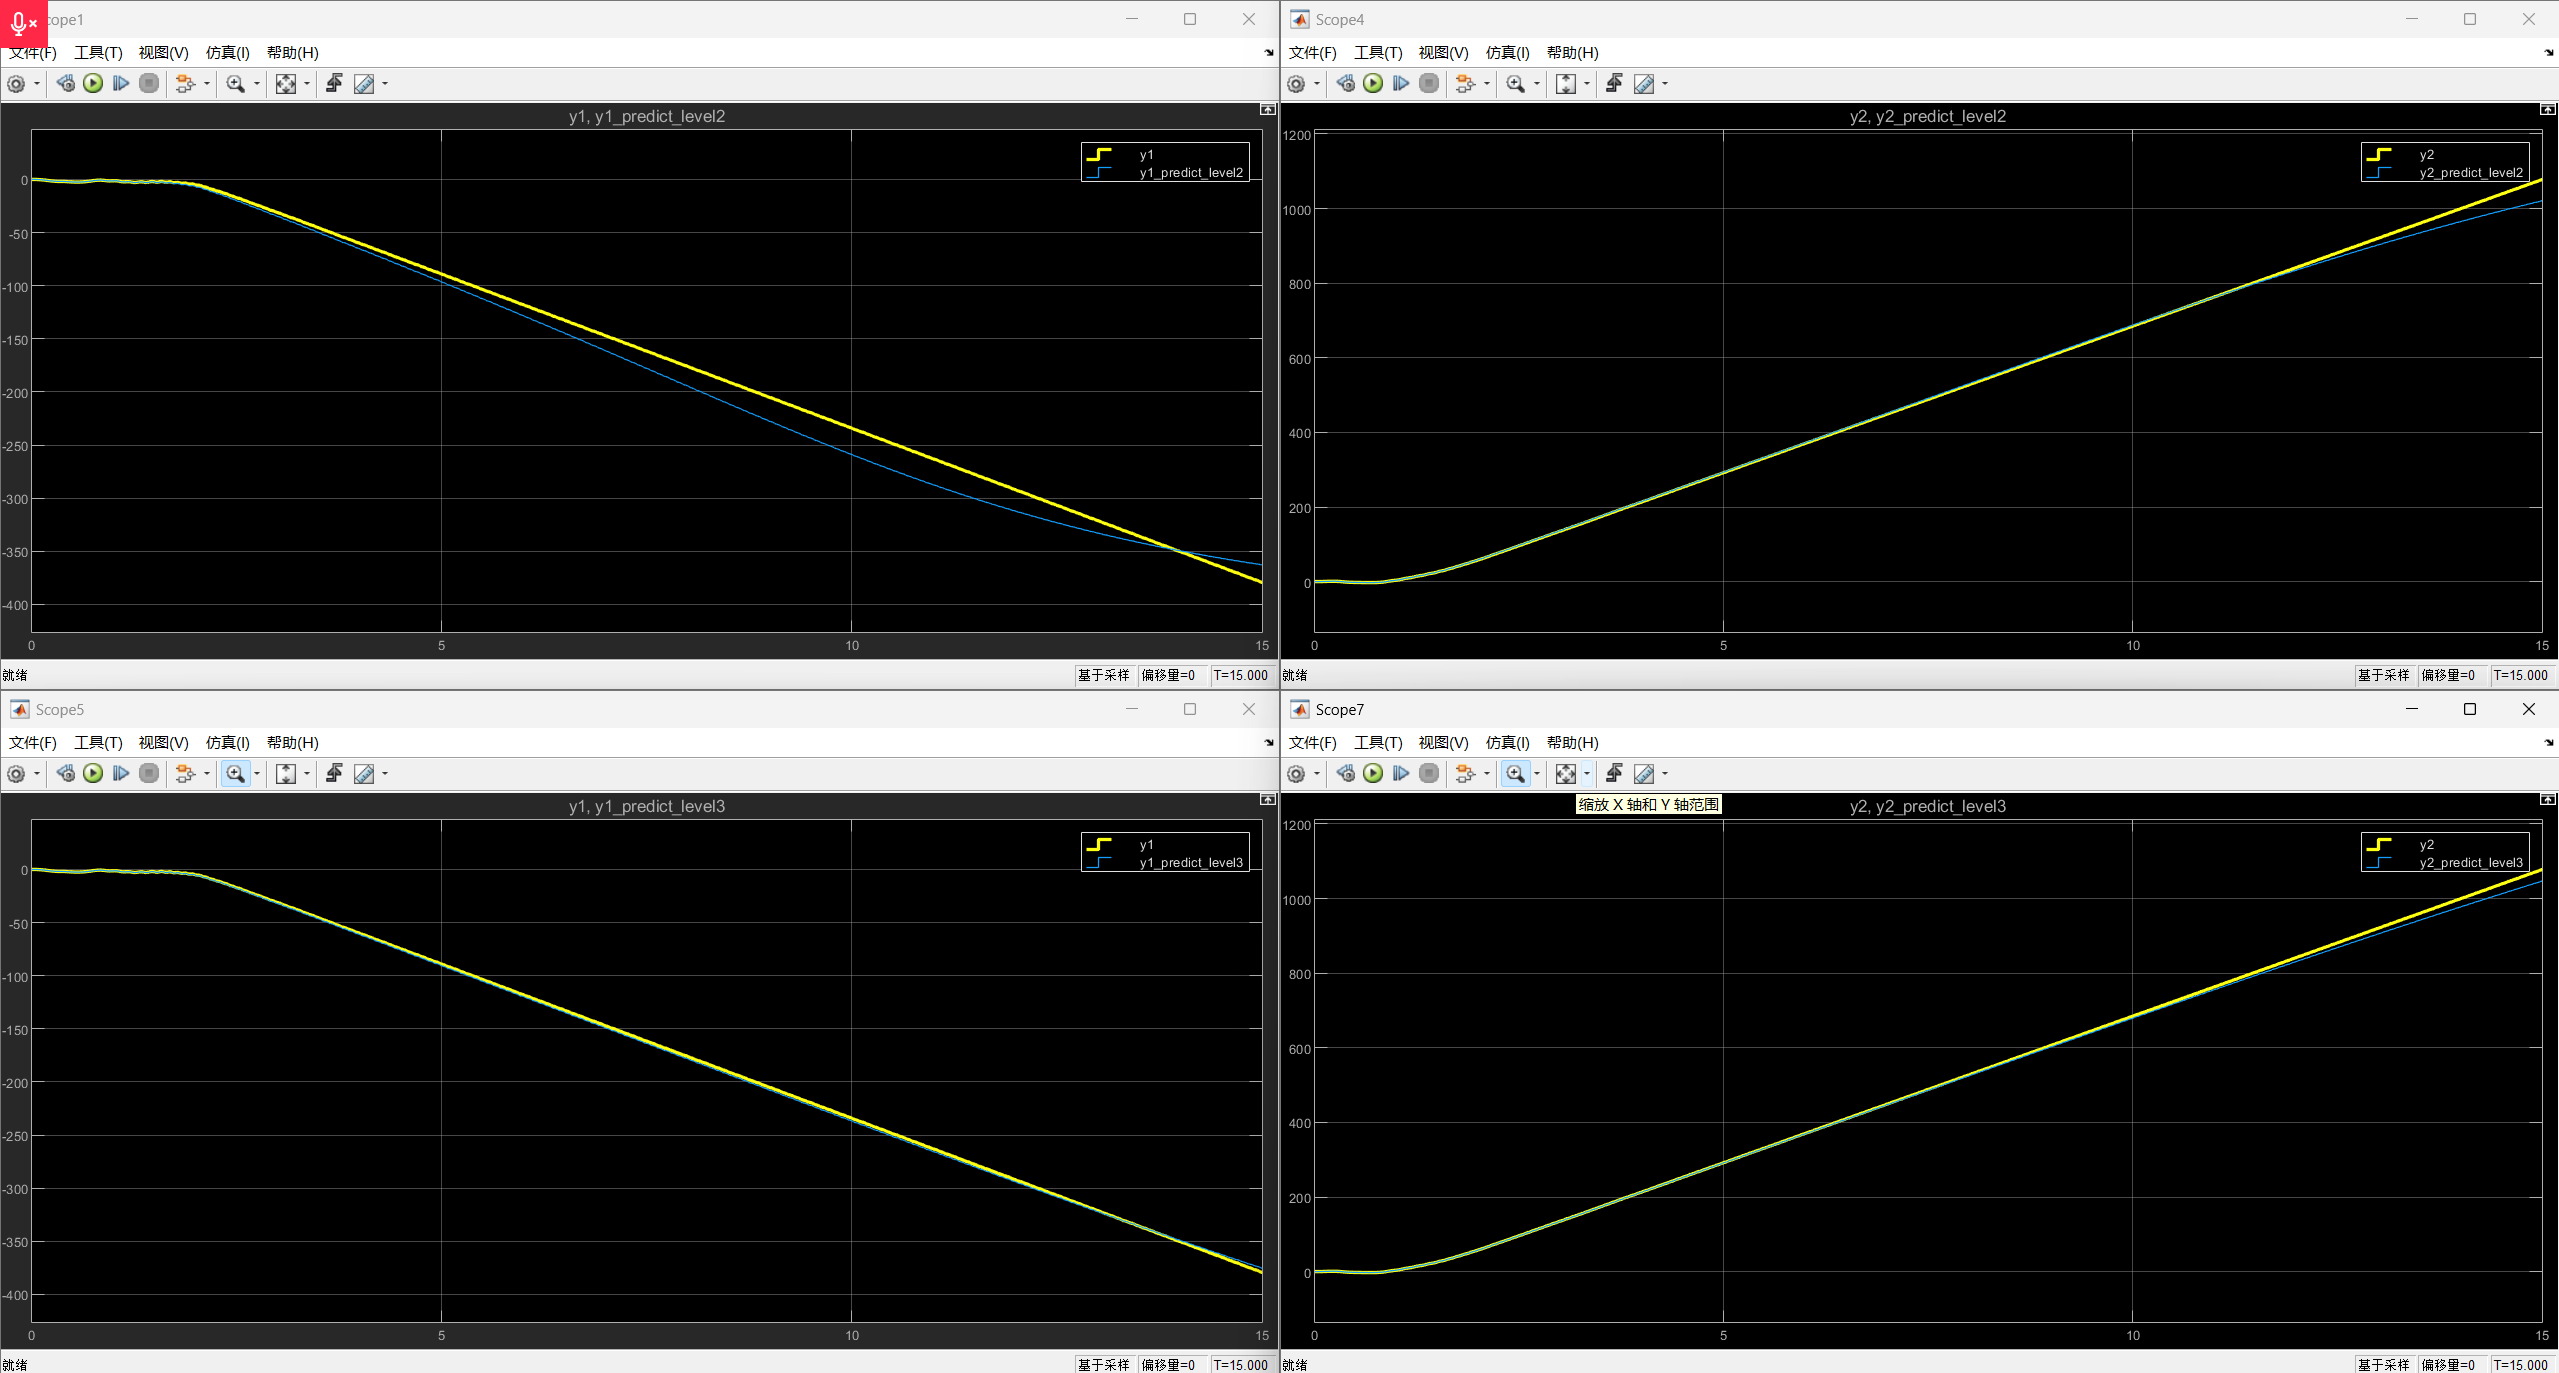 cope1
文件(F) 工具(T) 视图(V) 仿真(I) 帮助(H)
y1, y1_predict_level2
y1
y1_predict_level2
0
-50
-100
-150
-200
-250
-300
-350
-400
0 5 10 15
就绪 基于采样 偏移量=0 T=15.000
Scope4
文件(F) 工具(T) 视图(V) 仿真(I) 帮助(H)
y2, y2_predict_level2
y2
y2_predict_level2
1200
1000
800
600
400
200
0
0 5 10 15
就绪 基于采样 偏移量=0 T=15.000
Scope5
文件(F) 工具(T) 视图(V) 仿真(I) 帮助(H)
y1, y1_predict_level3
y1
y1_predict_level3
0
-50
-100
-150
-200
-250
-300
-350
-400
0 5 10 15
就绪 基于采样 偏移量=0 T=15.000
Scope7
文件(F) 工具(T) 视图(V) 仿真(I) 帮助(H)
缩放 X 轴和 Y 轴范围
y2, y2_predict_level3
y2
y2_predict_level3
1200
1000
800
600
400
200
0
0 5 10 15
就绪 基于采样 偏移量=0 T=15.000